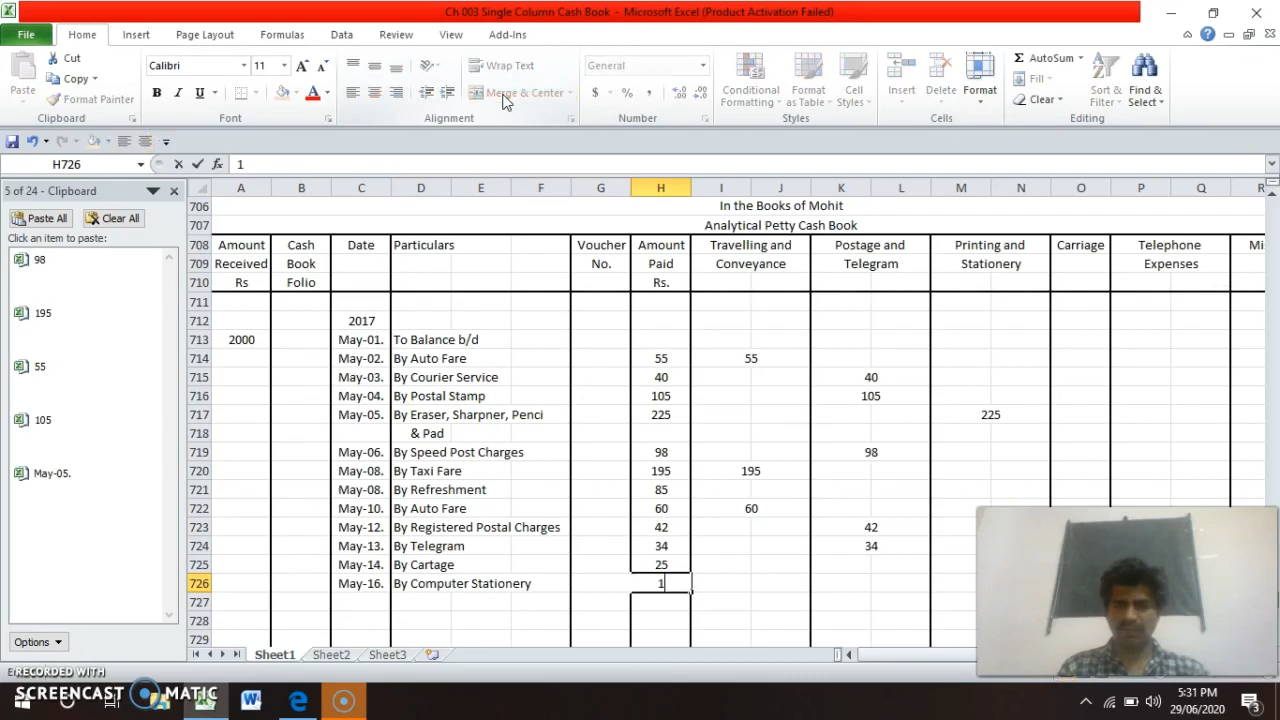 Ch 003 Single Column Cash Book - Microsoft Excel (Product Activation Failed)
File Home Insert Page Layout Formulas Data Review View Add-Ins
Cut Calibri 11 Wrap Text General AutoSum
Paste Copy Conditional Formatting Format as Table Cell Styles Insert Delete Format Fill Sort & Filter Find & Select
Format Painter B I U A Merge & Center $ % , Clear
Clipboard Font Alignment Number Styles Cells Editing
H726 fx 1
5 of 24 - Clipboard A B C D E F G H I J K L M N O P Q R
Paste All Clear All
Click an item to paste:
98
195
55
105
May-05.
Options
706 In the Books of Mohit
707 Analytical Petty Cash Book
708 Amount Cash Date Particulars Voucher Amount Travelling and Postage and Printing and Carriage Telephone Mi
709 Received Book No. Paid Conveyance Telegram Stationery Expenses
710 Rs Folio Rs.
711
712 2017
713 2000 May-01. To Balance b/d
714 May-02. By Auto Fare 55 55
715 May-03. By Courier Service 40 40
716 May-04. By Postal Stamp 105 105
717 May-05. By Eraser, Sharpner, Penci 225 225
718 & Pad
719 May-06. By Speed Post Charges 98 98
720 May-08. By Taxi Fare 195 195
721 May-08. By Refreshment 85
722 May-10. By Auto Fare 60 60
723 May-12. By Registered Postal Charges 42 42
724 May-13. By Telegram 34 34
725 May-14. By Cartage 25
726 May-16. By Computer Stationery 1
727
728
729
Sheet1 Sheet2 Sheet3
RECORDED WITH
SCREENCAST MATIC
5:31 PM
29/06/2020
3